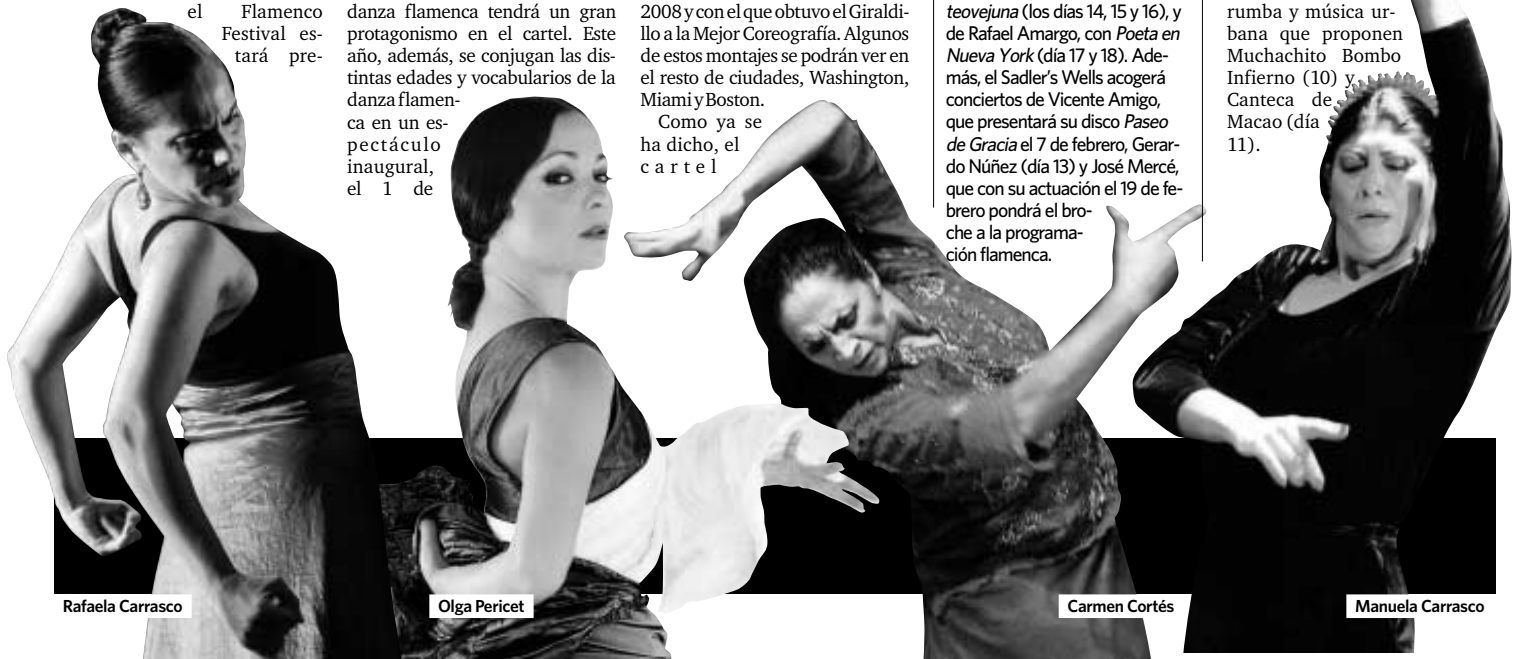 el Flamenco
Festival es-
tará pre-
danza flamenca tendrá un gran
protagonismo en el cartel. Este
año, además, se conjugan las dis-
tintas edades y vocabularios de la
danza flamen-
ca en un es-
pectáculo
inaugural,
el 1 de
2008 y con el que obtuvo el Giraldi-
llo a la Mejor Coreografía. Algunos
de estos montajes se podrán ver en
el resto de ciudades, Washington,
Miami y Boston.
Como ya se
ha dicho, el
cartel
teovejuna (los días 14, 15 y 16), y
de Rafael Amargo, con Poeta en
Nueva York (día 17 y 18). Ade-
más, el Sadler's Wells acogerá
conciertos de Vicente Amigo,
que presentará su disco Paseo
de Gracia el 7 de febrero, Gerar-
do Núñez (día 13) y José Mercé,
que con su actuación el 19 de fe-
brero pondrá el bro-
che a la programa-
ción flamenca.
rumba y música ur-
bana que proponen
Muchachito Bombo
Infierno (10) y
Canteca de
Macao (día
11).
Rafaela Carrasco
Olga Pericet
Carmen Cortés
Manuela Carrasco